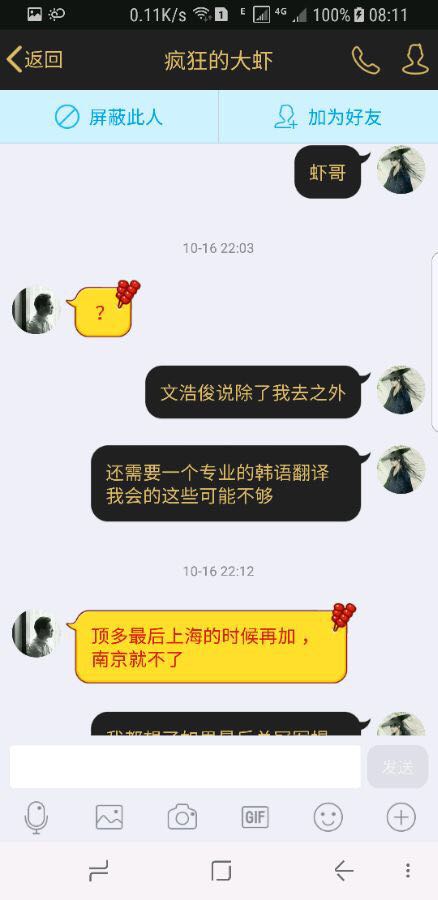 0.11K/s 1 E 4G 100% 08:11
返回 疯狂的大虾
屏蔽此人 加为好友
虾哥
10-16 22:03
？
文浩俊说除了我去之外
还需要一个专业的韩语翻译
我会的这些可能不够
10-16 22:12
顶多最后上海的时候再加，
南京就不了
发送
GIF